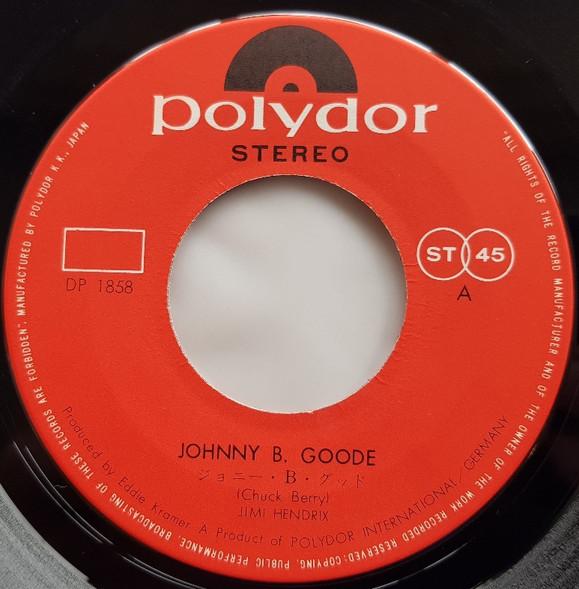 polydor
STEREO
DP 1858
ST 45
A
JOHNNY B. GOODE
ジョニー・B・グッド
(Chuck Berry)
JIMI HENDRIX
Produced by Eddie Kramer A Product of POLYDOR INTERNATIONAL/GERMANY
"ALL RIGHTS OF THE RECORD MANUFACTURER AND OF THE OWNER OF THE WORK RECORDED RESERVED: COPYING, PUBLIC PERFORMANCE, BROADCASTING OF THESE RECORDS ARE FORBIDDEN", MANUFACTURED BY POLYDOR K.K., JAPAN